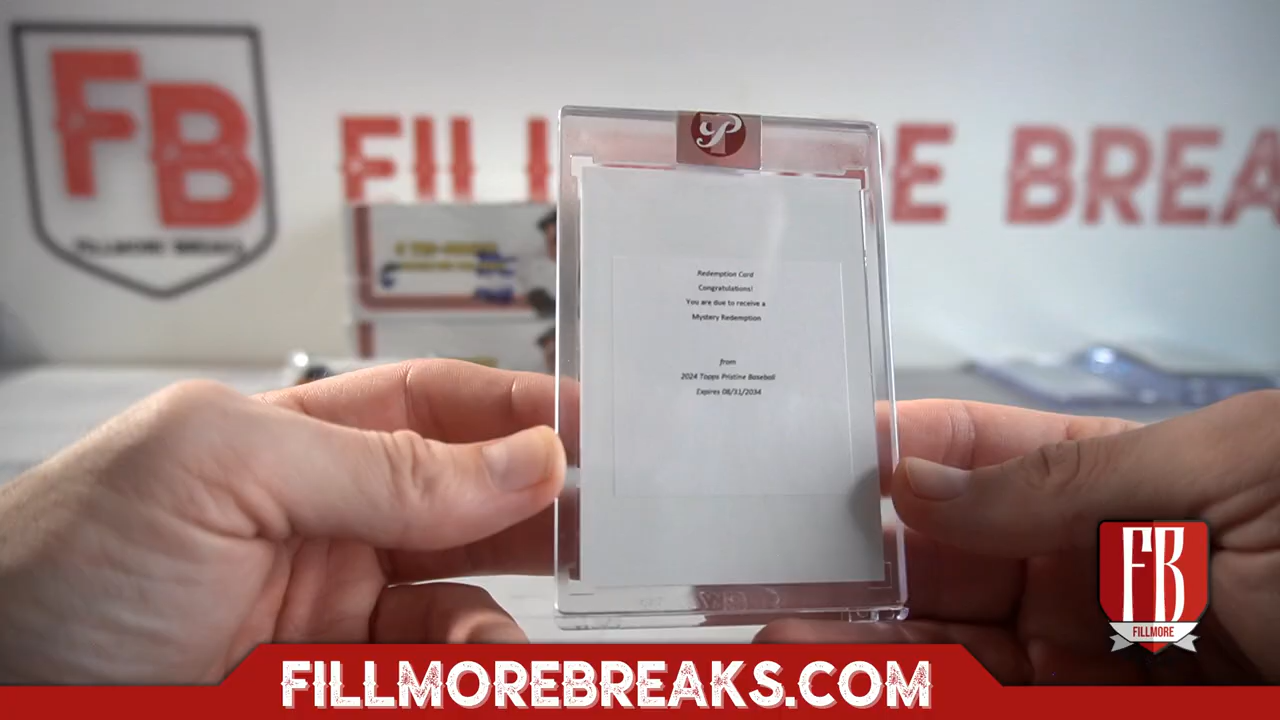 FB
FILLMORE BREAKS
FILLMORE BREA
P
Redemption Card
Congratulations!
You are due to receive a
Mystery Redemption
from
2024 Topps Pristine Baseball
Expires 08/31/2034
FB
FILLMORE
FILLMOREBREAKS.COM